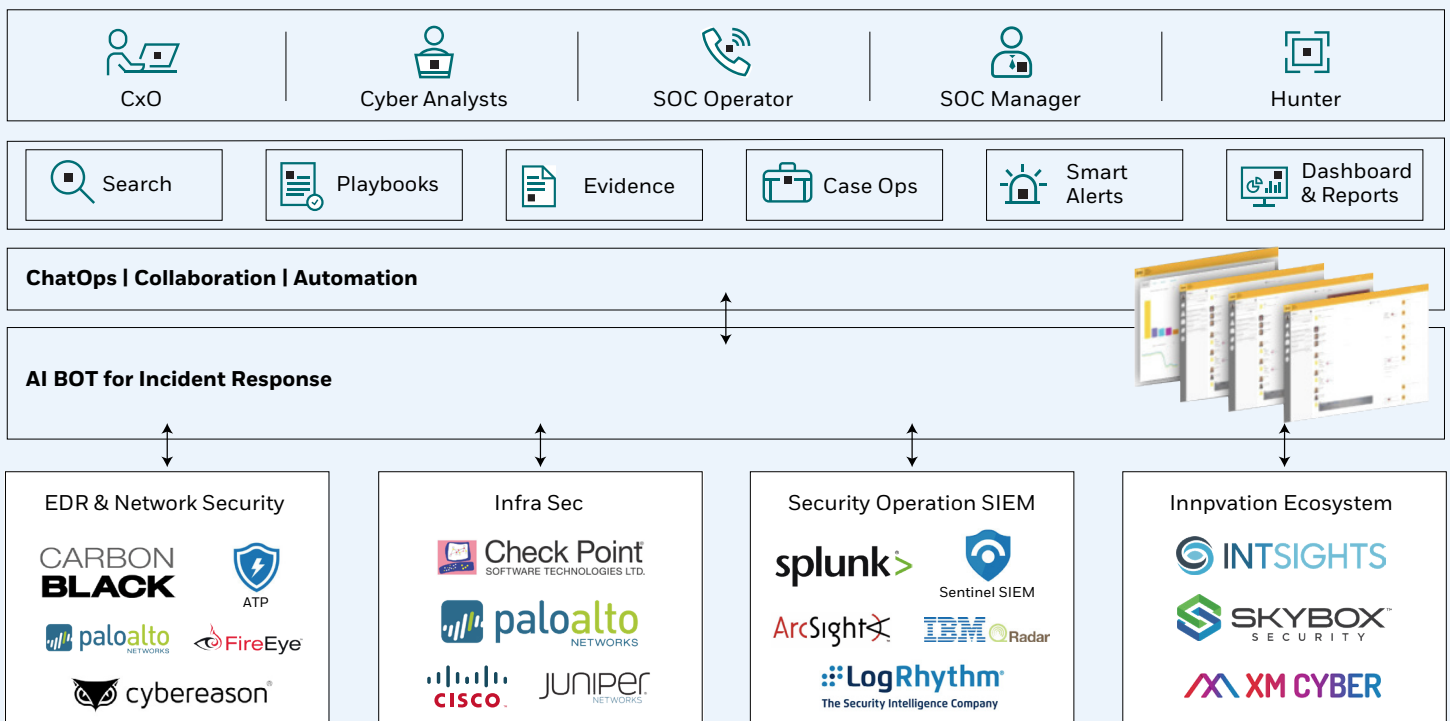 CxO
Cyber Analysts
SOC Operator
SOC Manager
Hunter
Search
Playbooks
Evidence
Case Ops
Smart
Alerts
Dashboard
& Reports
ChatOps | Collaboration | Automation
AI BOT for Incident Response
EDR & Network Security
CARBON
BLACK
ATP
paloalto
NETWORKS
FireEye
cybereason®
Infra Sec
Check Point®
SOFTWARE TECHNOLOGIES LTD.
paloalto
NETWORKS
CISCO
JUNIPER
NETWORKS
Security Operation SIEM
splunk>
Sentinel SIEM
ArcSight
IBM QRadar
LogRhythm®
The Security Intelligence Company
Innpvation Ecosystem
INTSIGHTS
SKYBOX™
SECURITY
XM CYBER